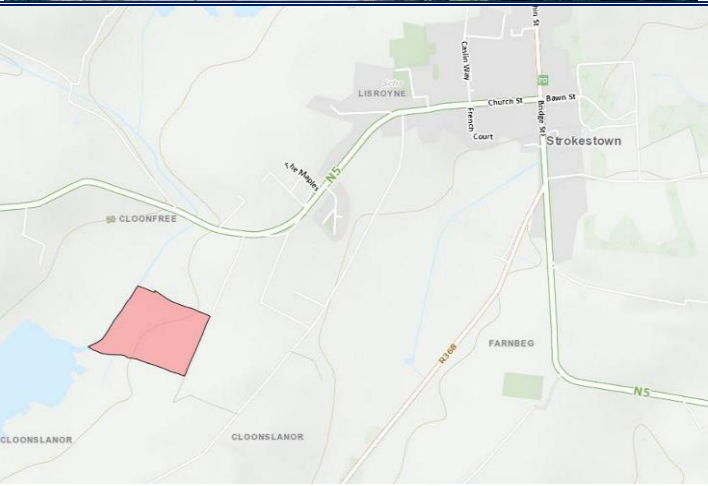 Caslin Way
Schs
LISROYNE
Church St
Bawn St
French Court
Bridge St
Strokestown
The Maples
N5
50 CLOONFREE
FARNBEG
R368
N5
CLOONSLANOR
CLOONSLANOR